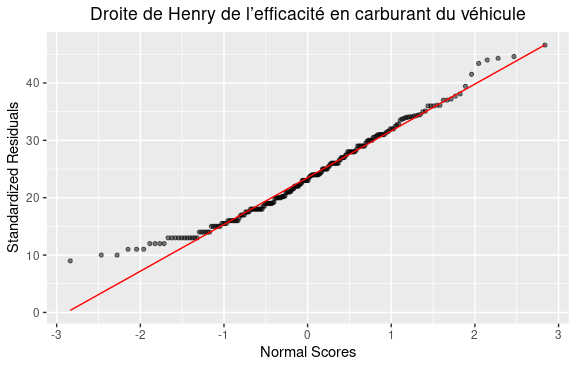 Droite de Henry de l’efficacité en carburant du véhicule
Standardized Residuals
40
30
20
10
0
-3 -2 -1 0 1 2 3
Normal Scores